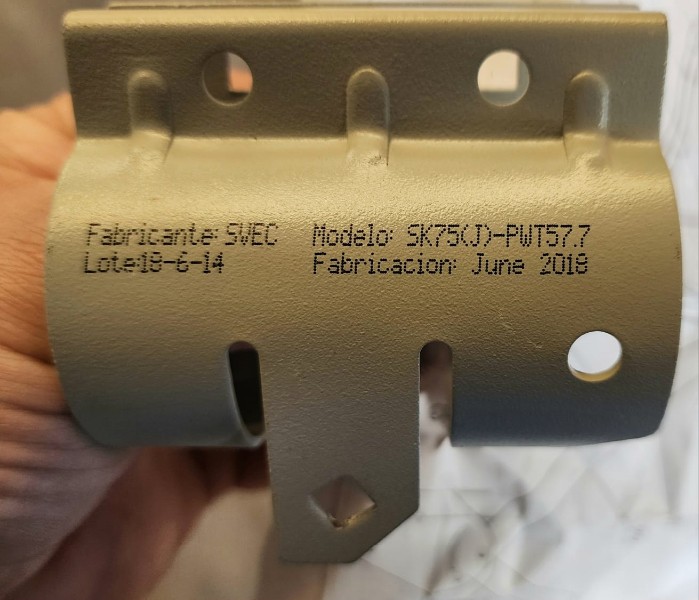 Fabricante: SVEC Modelo: SK75(J)-PWT57.7
Lote:18-6-14 Fabricacion: June 2018